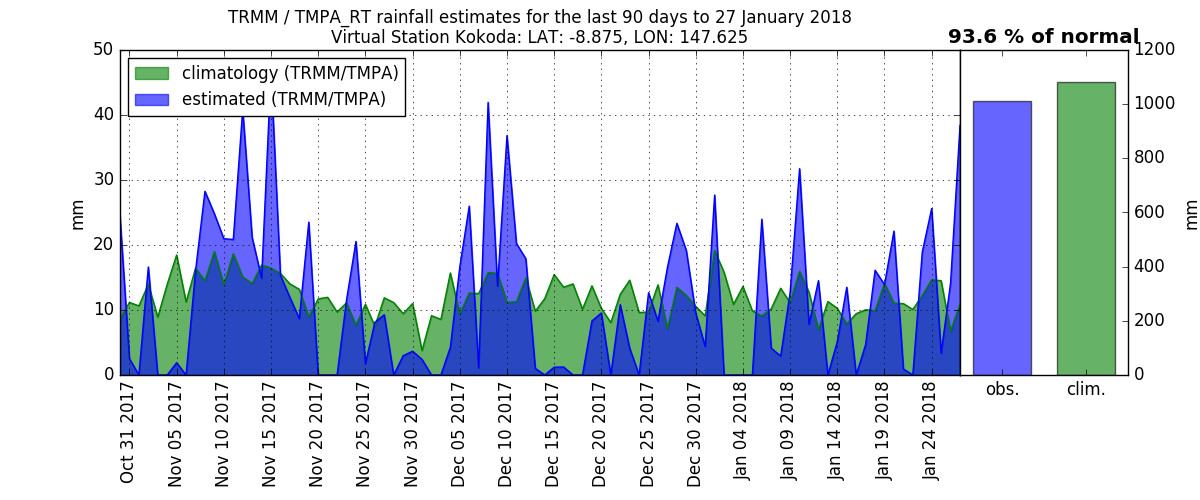 TRMM / TMPA_RT rainfall estimates for the last 90 days to 27 January 2018
Virtual Station Kokoda: LAT: -8.875, LON: 147.625
93.6 % of normal
climatology (TRMM/TMPA)
estimated (TRMM/TMPA)
50
40
30
20
10
0
mm
1200
1000
800
600
400
200
0
mm
obs.
clim.
Oct 31 2017
Nov 05 2017
Nov 10 2017
Nov 15 2017
Nov 20 2017
Nov 25 2017
Nov 30 2017
Dec 05 2017
Dec 10 2017
Dec 15 2017
Dec 20 2017
Dec 25 2017
Dec 30 2017
Jan 04 2018
Jan 09 2018
Jan 14 2018
Jan 19 2018
Jan 24 2018